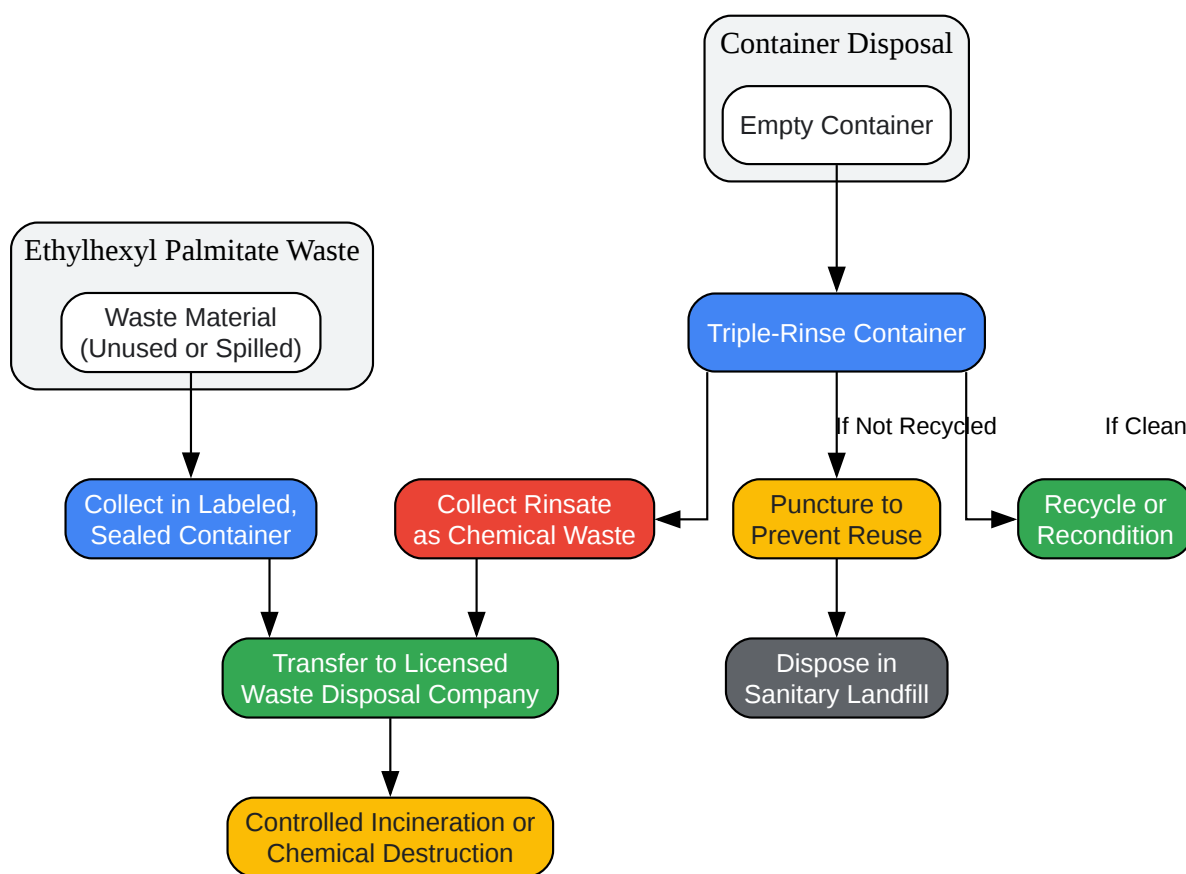 Container Disposal
Empty Container
Ethylhexyl Palmitate Waste
Waste Material
(Unused or Spilled)
Triple-Rinse Container
If Not Recycled
If Clean
Collect in Labeled,
Sealed Container
Collect Rinsate
as Chemical Waste
Puncture to
Prevent Reuse
Recycle or
Recondition
Transfer to Licensed
Waste Disposal Company
Dispose in
Sanitary Landfill
Controlled Incineration or
Chemical Destruction